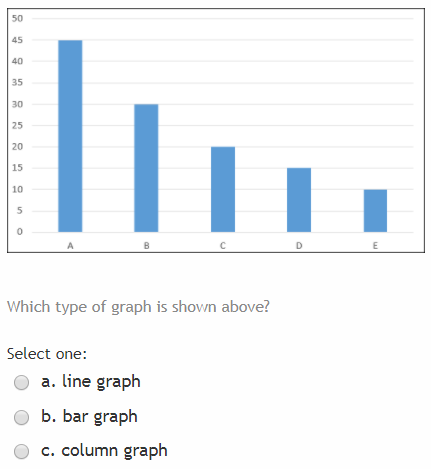 50
45
40
35
30
25
20
15
10
5
0
A B C D E
Which type of graph is shown above?
Select one:
a. line graph
b. bar graph
c. column graph